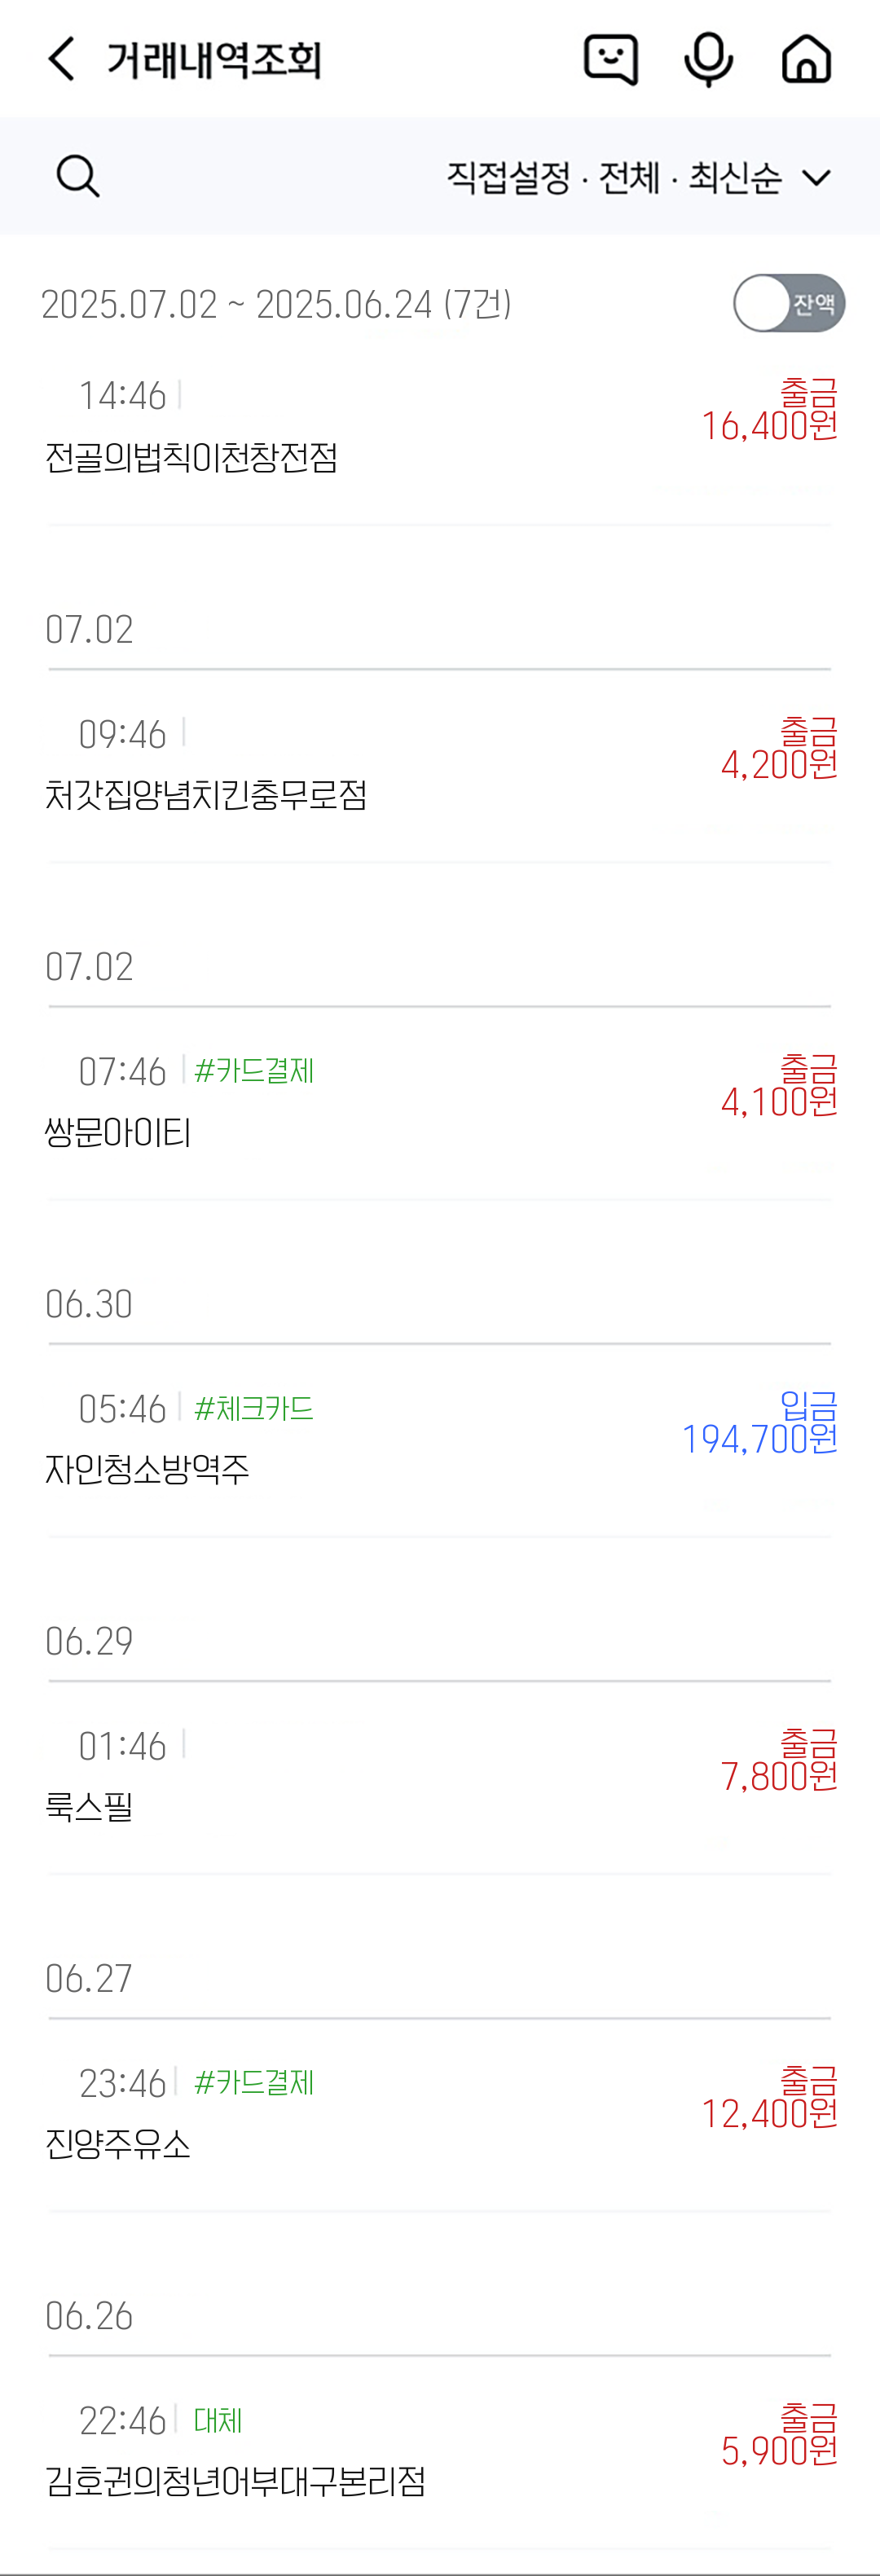 거래내역조회
직접설정 · 전체 · 최신순
2025.07.02 ~ 2025.06.24 (7건)
잔액
14:46
출금
16,400원
전골의법칙이천창전점
07.02
09:46
출금
4,200원
처갓집양념치킨충무로점
07.02
07:46 #카드결제
출금
4,100원
쌍문아이티
06.30
05:46 #체크카드
입금
194,700원
자인청소방역주
06.29
01:46
출금
7,800원
룩스필
06.27
23:46 #카드결제
출금
12,400원
진양주유소
06.26
22:46 대체
출금
5,900원
김호권의청년어부대구본리점